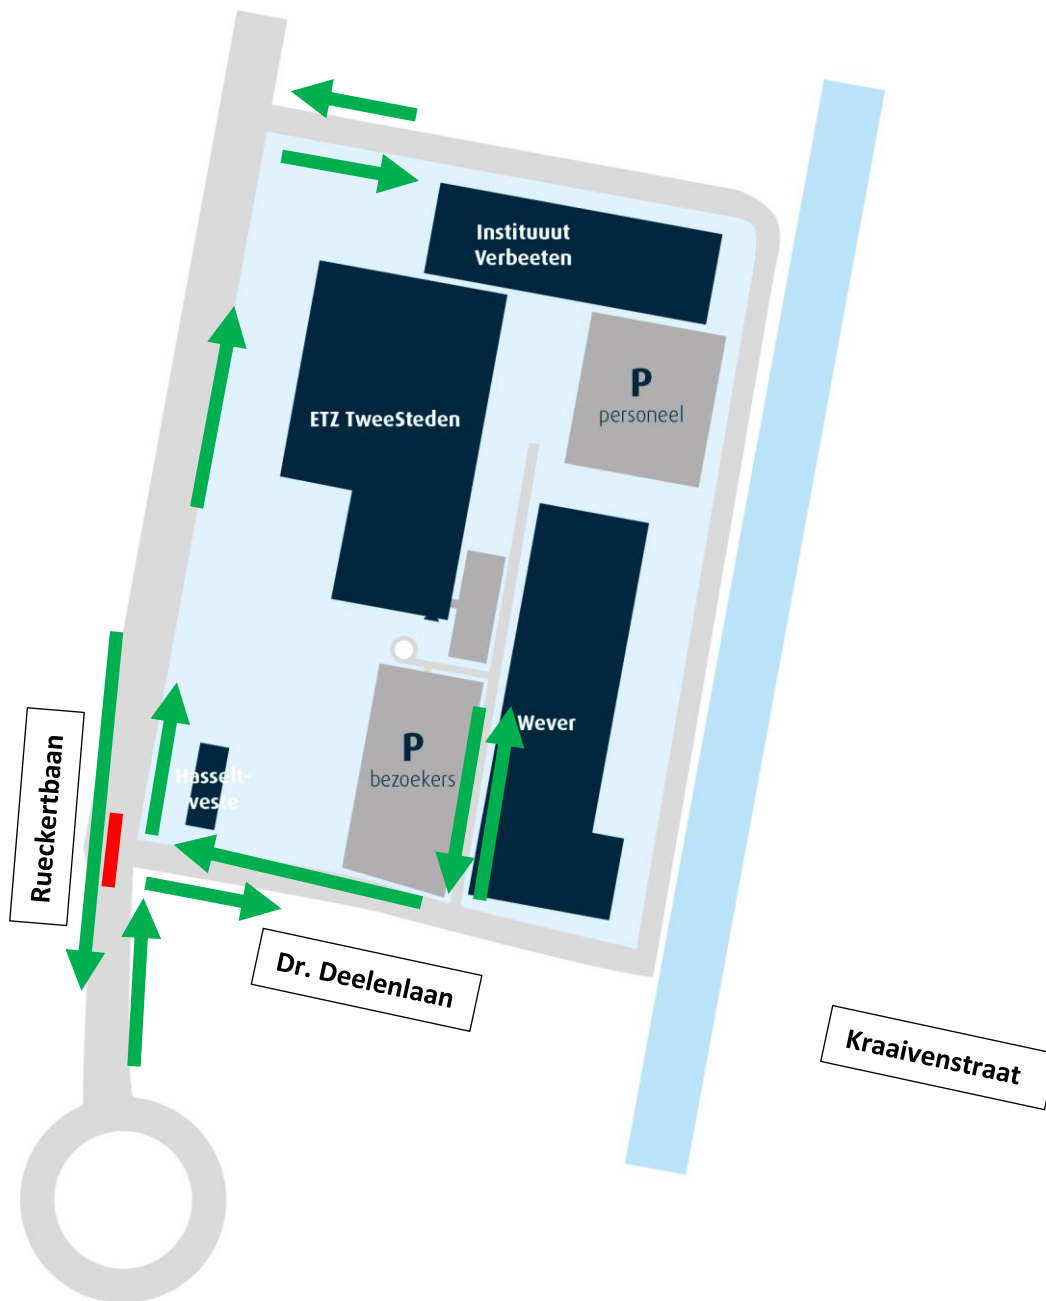 Instituuut
Verbeeten
P
personeel
ETZ TweeSteden
Wever
P
bezoekers
Hasselt-
veste
Rueckertbaan
Dr. Deelenlaan
Kraaivenstraat